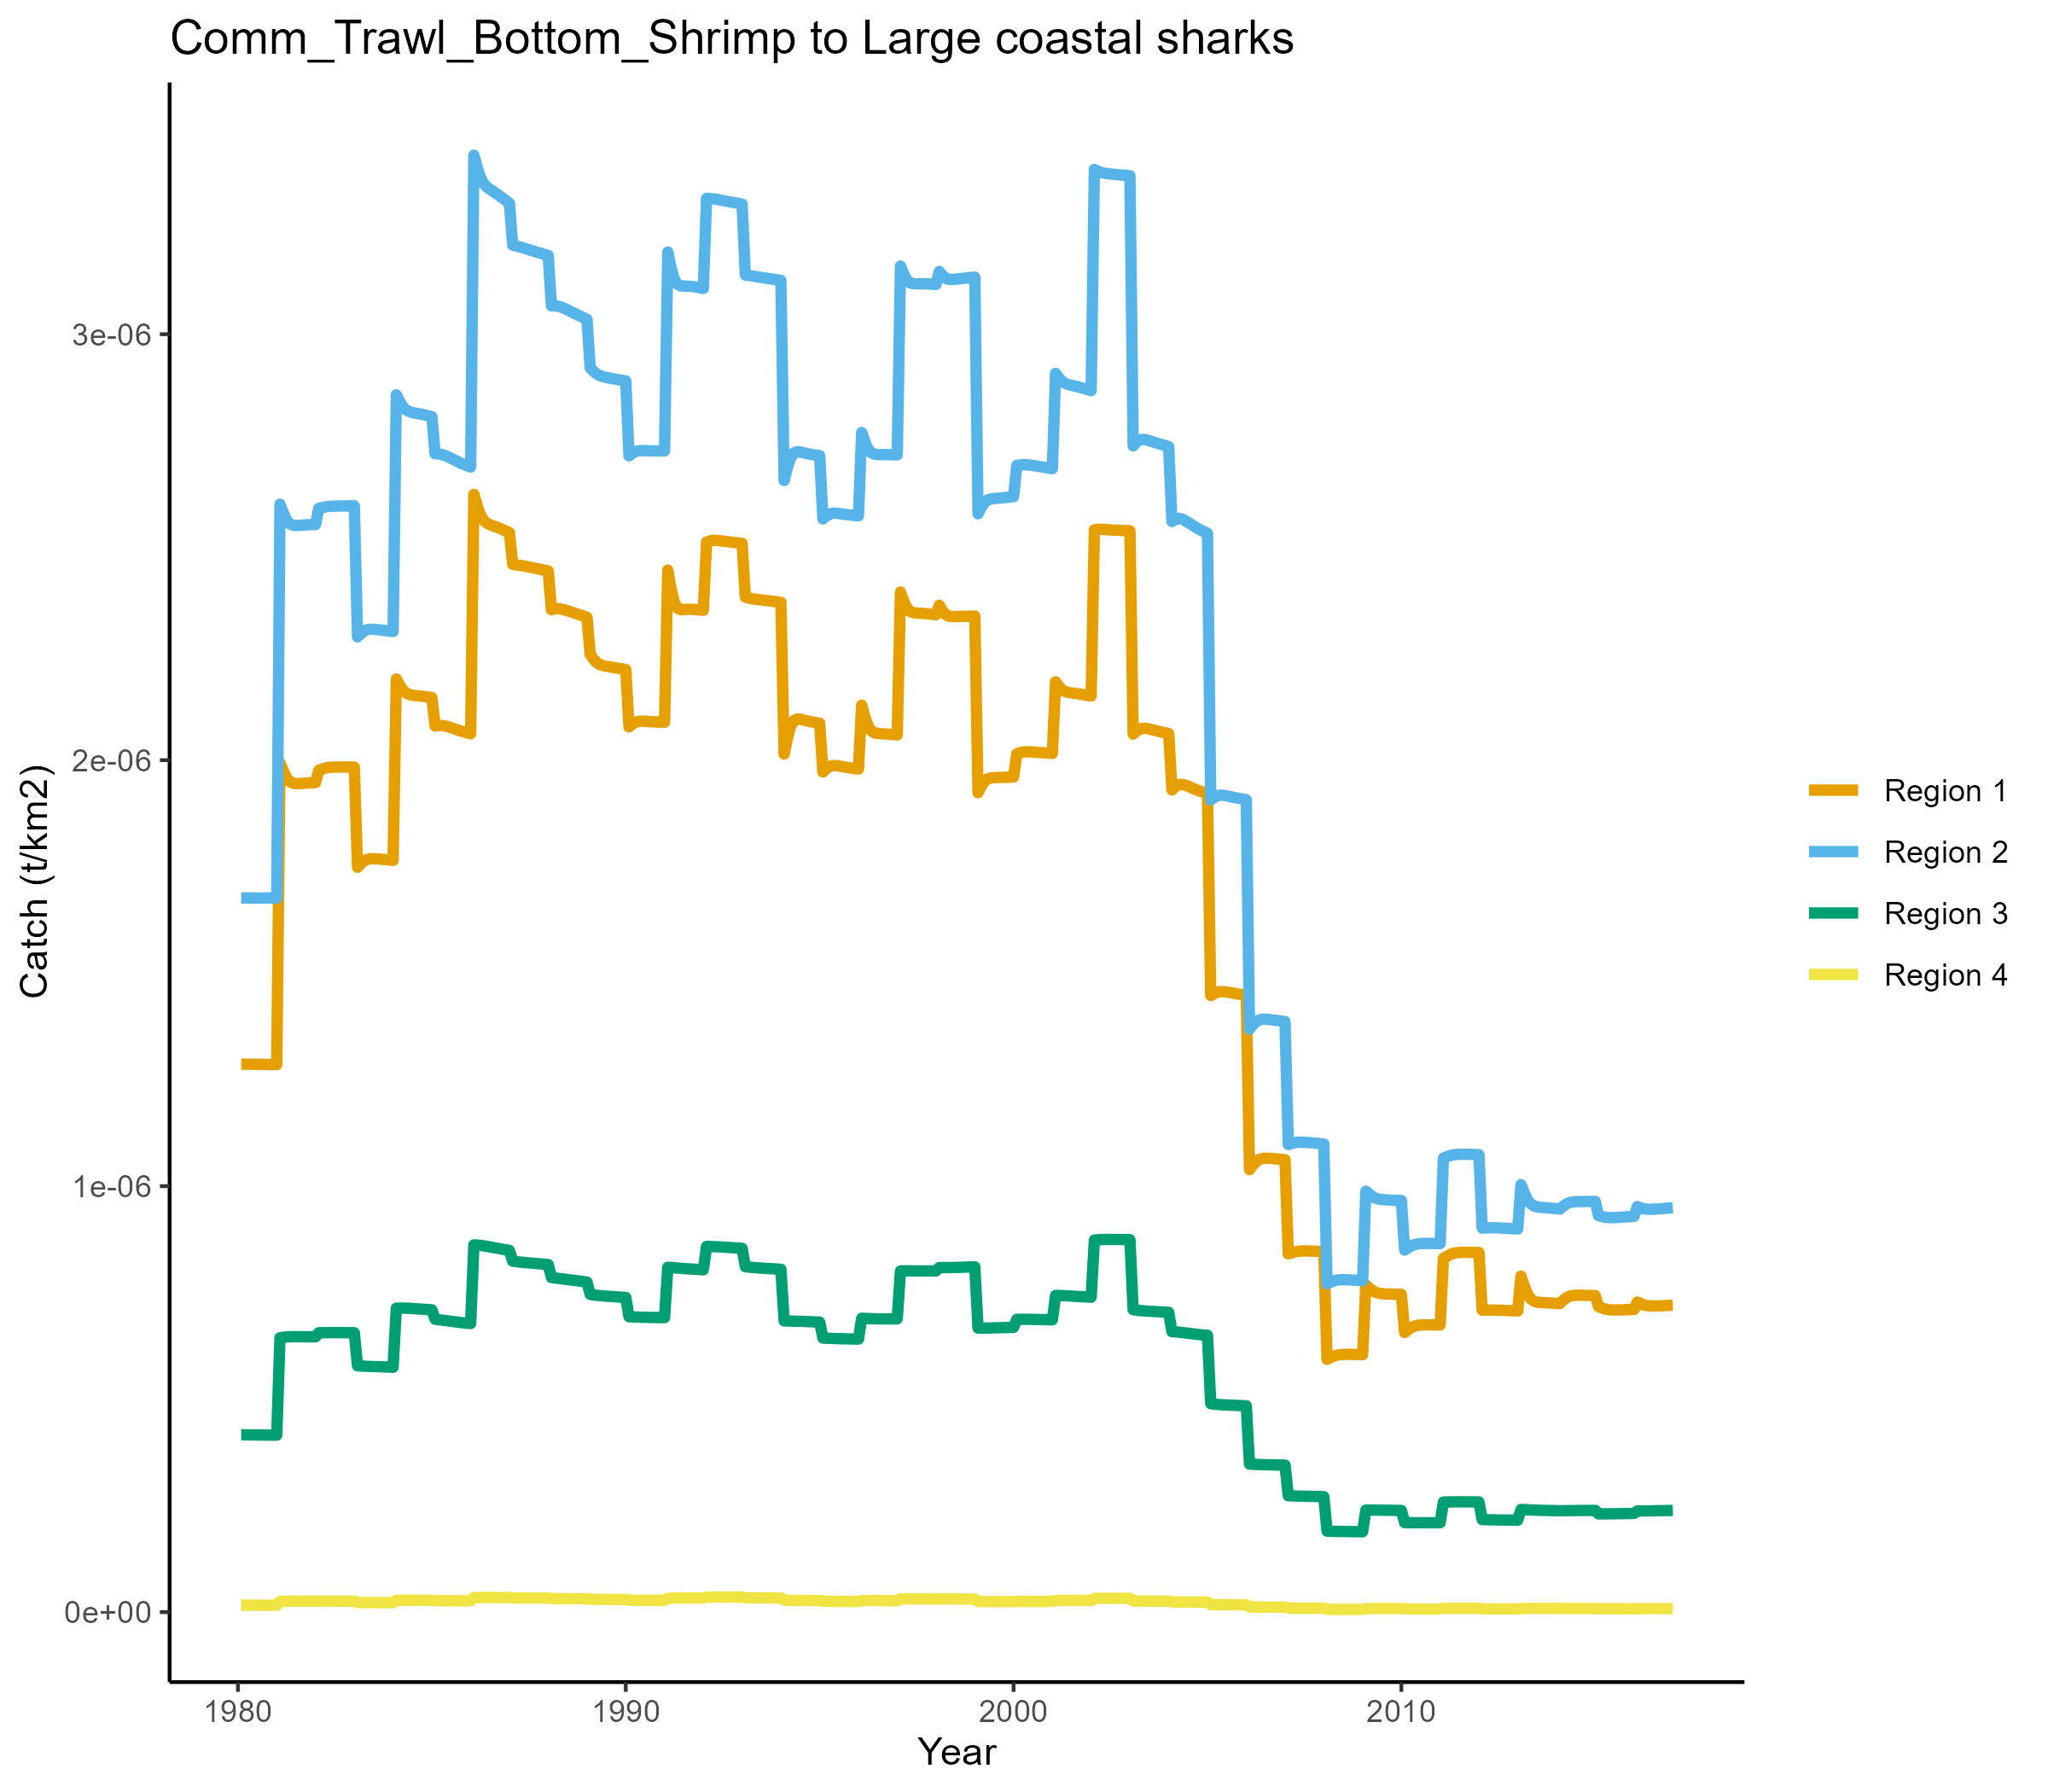 Comm_Trawl_Bottom_Shrimp to Large coastal sharks
Catch (t/km2)
3e-06
2e-06
1e-06
0e+00
1980
1990
2000
2010
Year
Region 1
Region 2
Region 3
Region 4